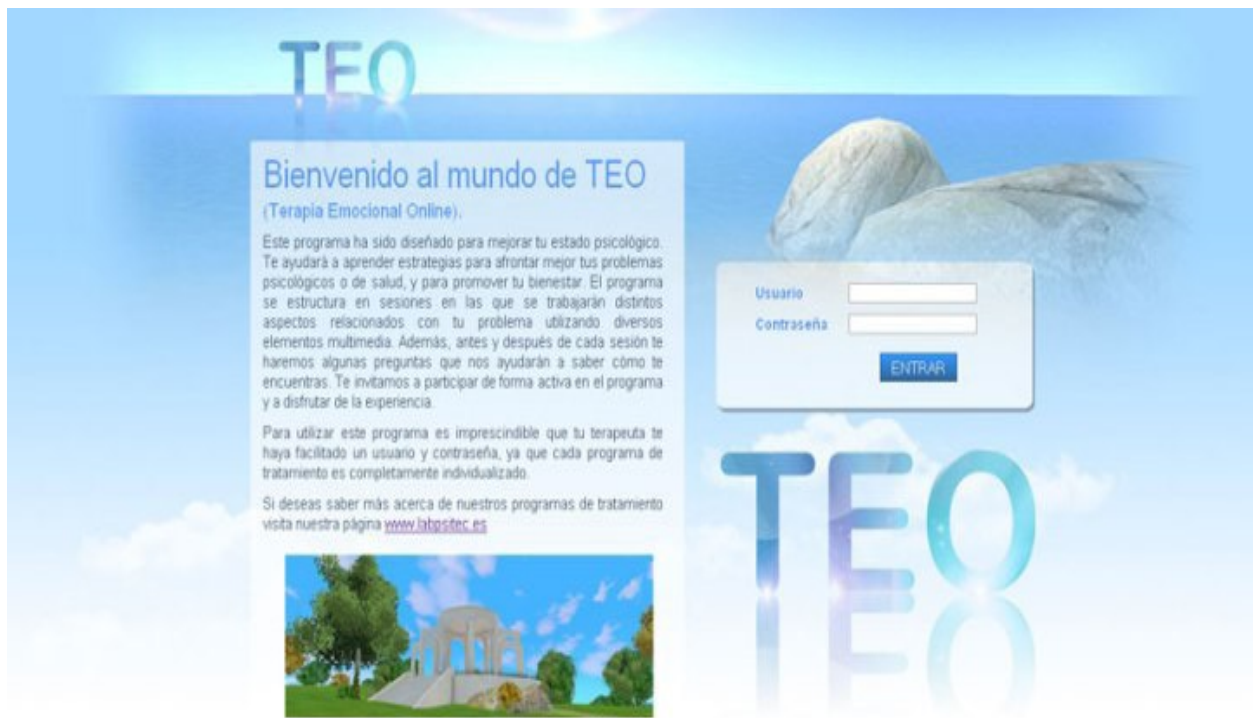 TEO
Bienvenido al mundo de TEO
(Terapia Emocional Online).
Este programa ha sido diseñado para mejorar tu estado psicológico.
Te ayudará a aprender estrategias para afrontar mejor tus problemas
psicológicos o de salud, y para promover tu bienestar. El programa
se estructura en sesiones en las que se trabajarán distintos
aspectos relacionados con tu problema utilizando diversos
elementos multimedia. Además, antes y después de cada sesión te
haremos algunas preguntas que nos ayudarán a saber cómo te
encuentras. Te invitamos a participar de forma activa en el programa
y a disfrutar de la experiencia.
Para utilizar este programa es imprescindible que tu terapeuta te
haya facilitado un usuario y contraseña, ya que cada programa de
tratamiento es completamente individualizado.
Si deseas saber más acerca de nuestros programas de tratamiento
visita nuestra página www.labpsitec.es
Usuario
Contraseña
ENTRAR
TEO